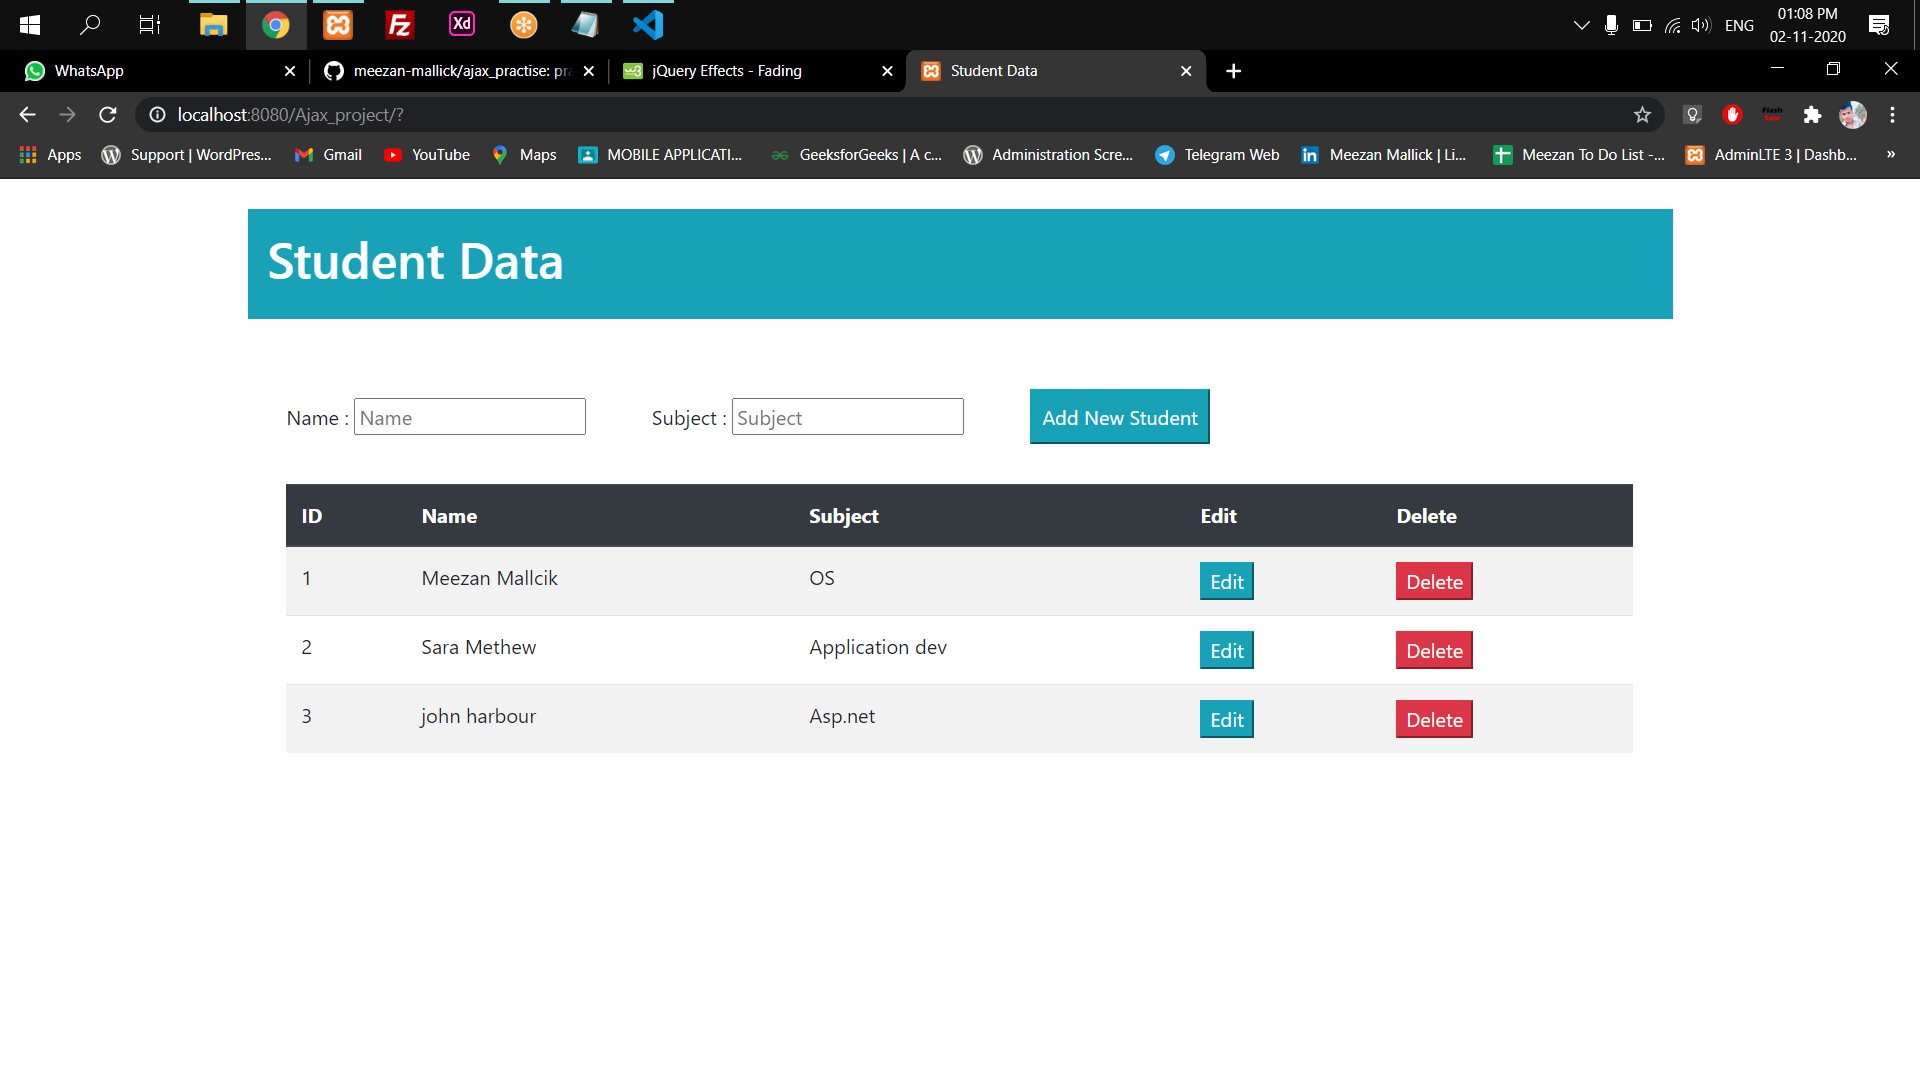 Xd
ENG
01:08 PM
02-11-2020
WhatsApp
meezan-mallick/ajax_practise: pra
jQuery Effects - Fading
Student Data
localhost:8080/Ajax_project/?
Flash
Sale
Apps
Support | WordPres...
Gmail
YouTube
Maps
MOBILE APPLICATI...
GeeksforGeeks | A c...
Administration Scre...
Telegram Web
Meezan Mallick | Li...
Meezan To Do List -...
AdminLTE 3 | Dashb...
»
Student Data
Name : Name
Subject : Subject
Add New Student
ID Name Subject Edit Delete
1 Meezan Mallcik OS Edit Delete
2 Sara Methew Application dev Edit Delete
3 john harbour Asp.net Edit Delete